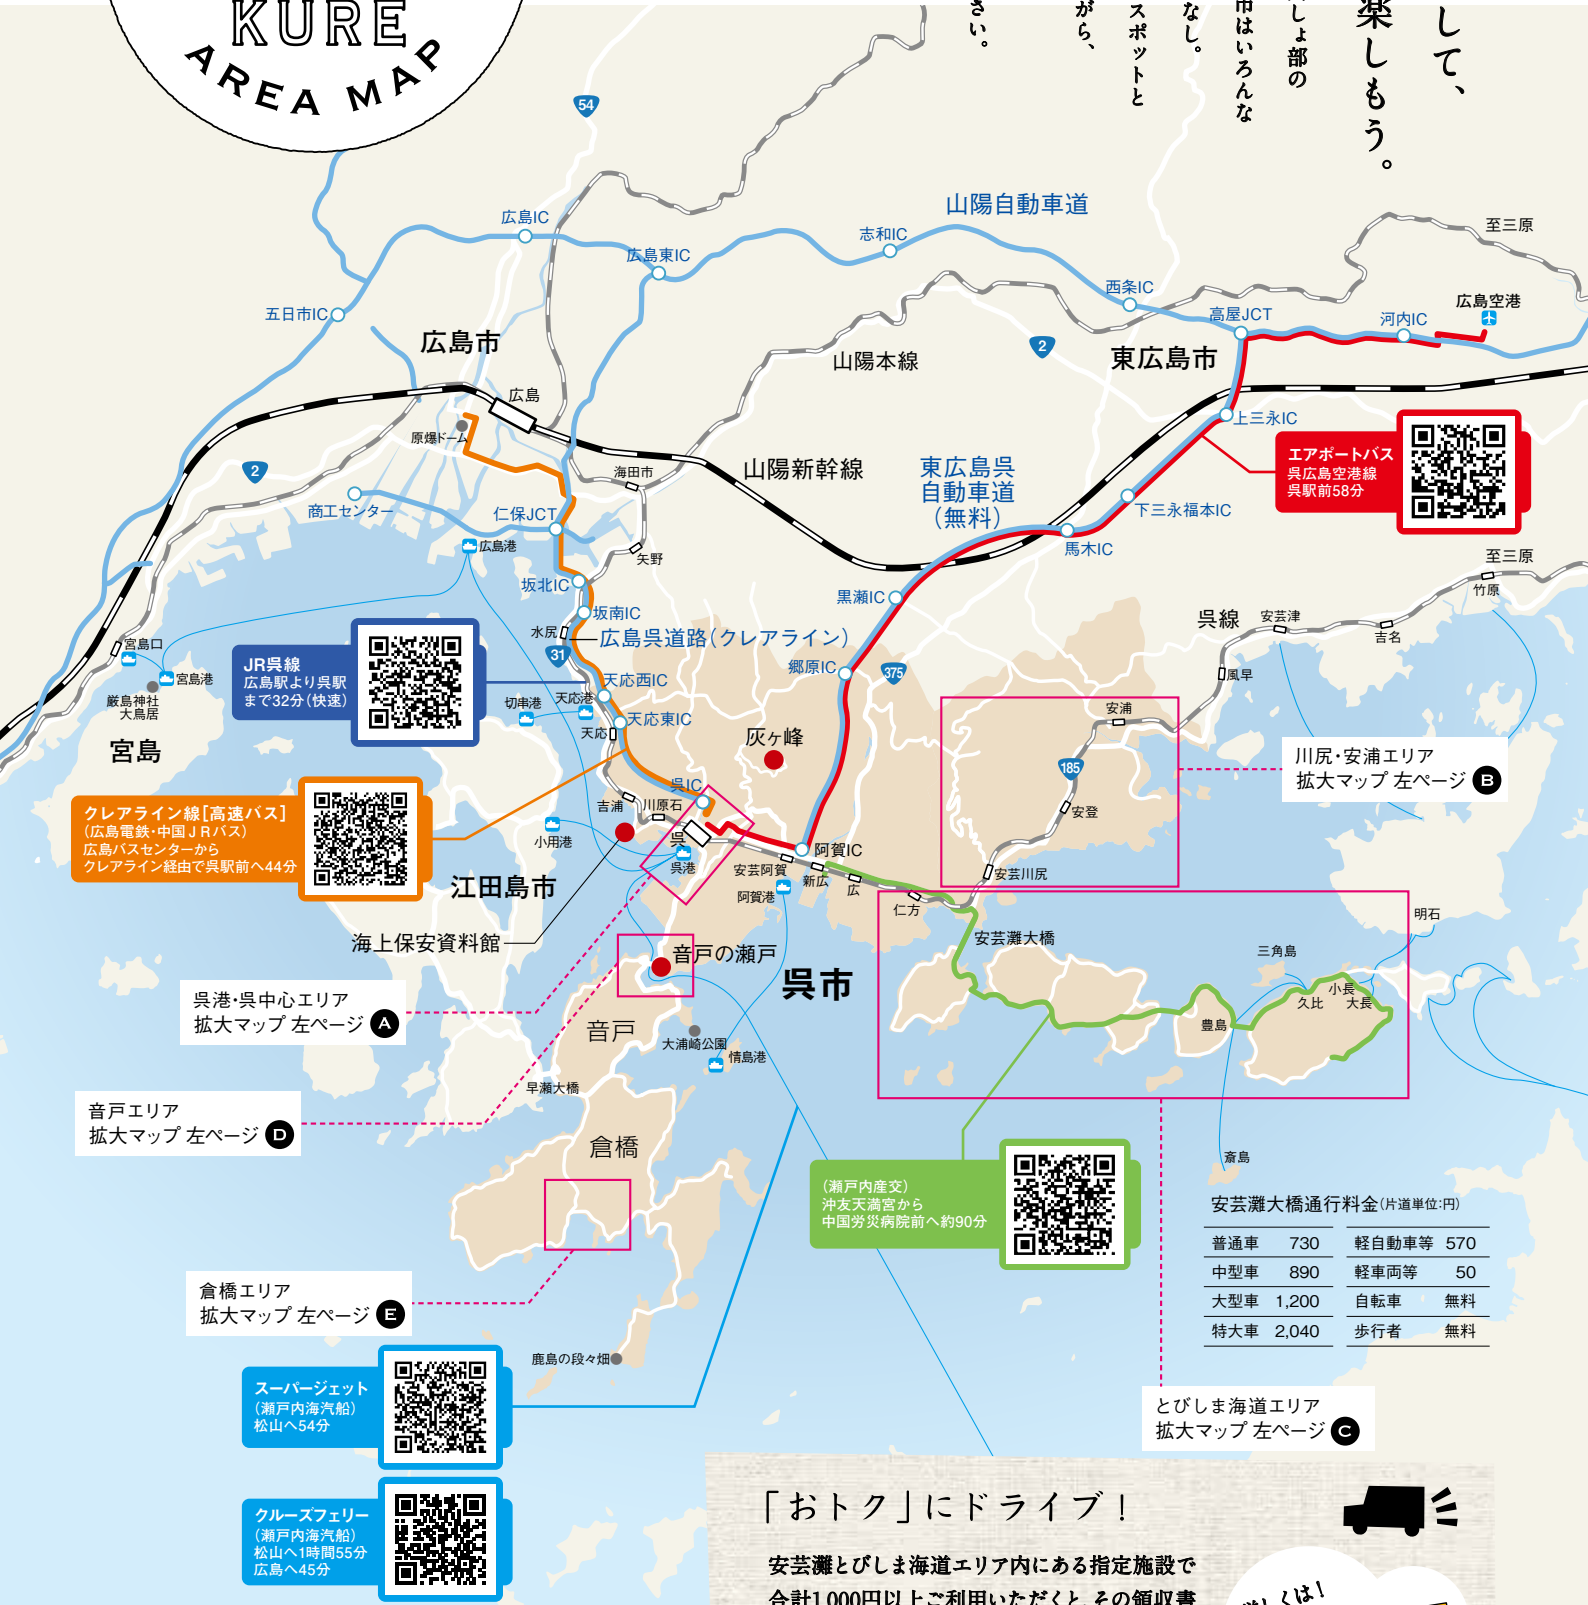 KURE
AREA MAP
して、
楽しもう。
しょ部の
市はいろんな
なし。
スポットと
がら、
さい。
54
広島IC
広島東IC
志和IC
山陽自動車道
西条IC
高屋JCT
河内IC
広島空港
至三原
五日市IC
広島市
広島
原爆ドーム
山陽本線
2
東広島市
上三永IC
エアポートバス
呉広島空港線
呉駅前58分
2
商工センター
海田市
山陽新幹線
東広島呉
自動車道
（無料）
下三永福本IC
馬木IC
仁保JCT
広島港
矢野
坂北IC
坂南IC
水尻
広島呉道路（クレアライン）
31
黒瀬IC
郷原IC
375
至三原
竹原
呉線
安芸津
吉名
風早
宮島口
宮島港
厳島神社
大鳥居
宮島
JR呉線
広島駅より呉駅
まで32分（快速）
切串港
天応港
天応西IC
天応東IC
天応
灰ヶ峰
安浦
185
安登
安芸川尻
川尻・安浦エリア
拡大マップ 左ページ B
クレアライン線［高速バス］
（広島電鉄・中国ＪＲバス）
広島バスセンターから
クレアライン経由で呉駅前へ44分
呉IC
吉浦
川原石
小用港
呉
呉港
阿賀IC
安芸阿賀
阿賀港
新広
広
仁方
江田島市
海上保安資料館
音戸の瀬戸
呉市
安芸灘大橋
明石
三角島
小長
久比
大長
豊島
呉港・呉中心エリア
拡大マップ 左ページ A
音戸
大浦崎公園
情島港
早瀬大橋
音戸エリア
拡大マップ 左ページ D
倉橋
（瀬戸内産交）
沖友天満宮から
中国労災病院前へ約90分
斎島
安芸灘大橋通行料金（片道単位：円）
普通車 730 軽自動車等 570
中型車 890 軽車両等 50
大型車 1,200 自転車 無料
特大車 2,040 歩行者 無料
倉橋エリア
拡大マップ 左ページ E
鹿島の段々畑
スーパージェット
（瀬戸内海汽船）
松山へ54分
とびしま海道エリア
拡大マップ 左ページ C
クルーズフェリー
（瀬戸内海汽船）
松山へ1時間55分
広島へ45分
「おトク」にドライブ！
安芸灘とびしま海道エリア内にある指定施設で
合計1,000円以上ご利用いただくと、その領収書
しくは！